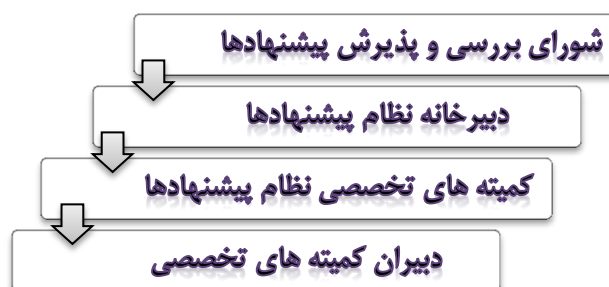 شورای بررسی و پذیرش پیشنهادها
دبیرخانه نظام پیشنهادها
کمیته های تخصصی نظام پیشنهادها
دبیران کمیته های تخصصی